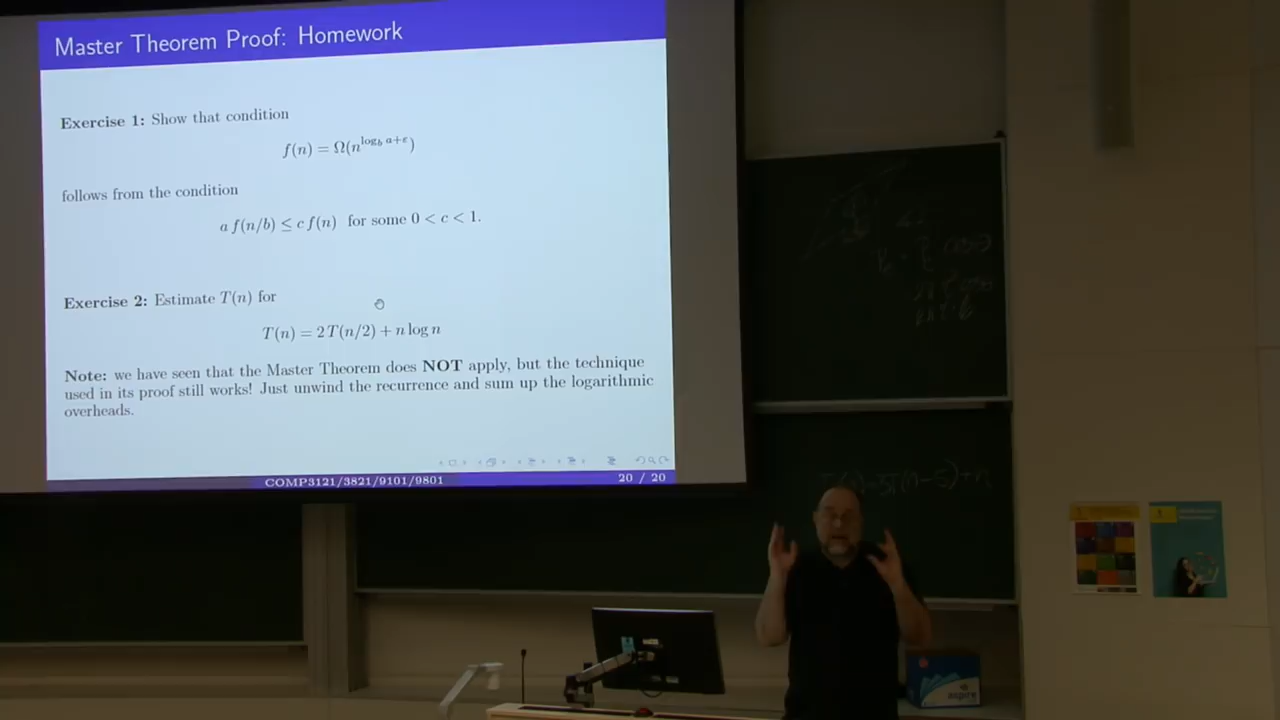 Master Theorem Proof: Homework
Exercise 1: Show that condition
f(n) = Ω(n^{log_b a+ε})
follows from the condition
a f(n/b) ≤ c f(n) for some 0 < c < 1.
Exercise 2: Estimate T(n) for
T(n) = 2T(n/2) + n log n
Note: we have seen that the Master Theorem does NOT apply, but the technique
used in its proof still works! Just unwind the recurrence and sum up the logarithmic
overheads.
COMP3121/3821/9101/9801
20 / 20